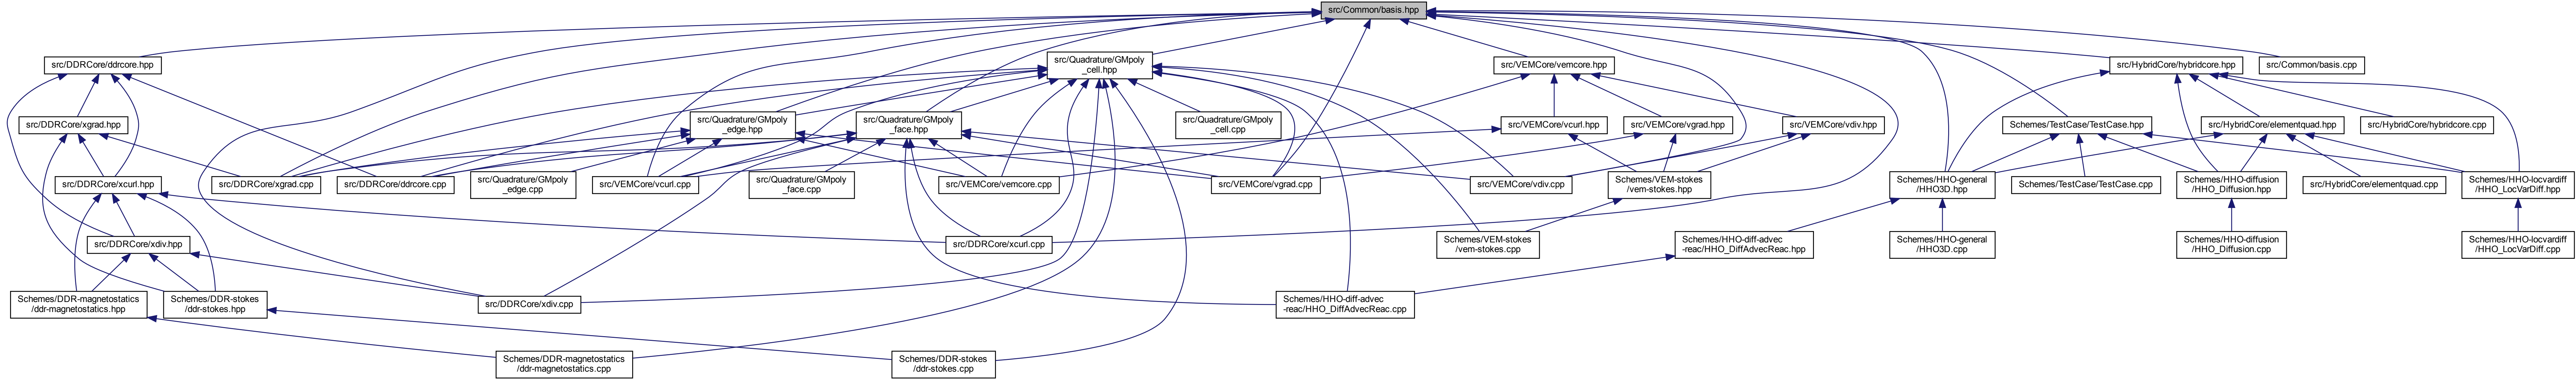 src/Common/basis.hpp
src/DDRCore/ddrcore.hpp
src/Quadrature/GMpoly
_cell.hpp
src/VEMCore/vemcore.hpp
src/HybridCore/hybridcore.hpp
src/Common/basis.cpp
src/DDRCore/xgrad.hpp
src/Quadrature/GMpoly
_edge.hpp
src/Quadrature/GMpoly
_face.hpp
src/Quadrature/GMpoly
_cell.cpp
src/VEMCore/vcurl.hpp
src/VEMCore/vgrad.hpp
src/VEMCore/vdiv.hpp
Schemes/TestCase/TestCase.hpp
src/HybridCore/elementquad.hpp
src/HybridCore/hybridcore.cpp
src/DDRCore/xcurl.hpp
src/DDRCore/xgrad.cpp
src/DDRCore/ddrcore.cpp
src/Quadrature/GMpoly
_edge.cpp
src/VEMCore/vcurl.cpp
src/Quadrature/GMpoly
_face.cpp
src/VEMCore/vemcore.cpp
src/VEMCore/vgrad.cpp
src/VEMCore/vdiv.cpp
Schemes/VEM-stokes
/vem-stokes.hpp
Schemes/HHO-general
/HHO3D.hpp
Schemes/TestCase/TestCase.cpp
Schemes/HHO-diffusion
/HHO_Diffusion.hpp
src/HybridCore/elementquad.cpp
Schemes/HHO-locvardiff
/HHO_LocVarDiff.hpp
src/DDRCore/xdiv.hpp
src/DDRCore/xcurl.cpp
Schemes/VEM-stokes
/vem-stokes.cpp
Schemes/HHO-diff-advec
-reac/HHO_DiffAdvecReac.hpp
Schemes/HHO-general
/HHO3D.cpp
Schemes/HHO-diffusion
/HHO_Diffusion.cpp
Schemes/HHO-locvardiff
/HHO_LocVarDiff.cpp
Schemes/DDR-magnetostatics
/ddr-magnetostatics.hpp
Schemes/DDR-stokes
/ddr-stokes.hpp
src/DDRCore/xdiv.cpp
Schemes/HHO-diff-advec
-reac/HHO_DiffAdvecReac.cpp
Schemes/DDR-magnetostatics
/ddr-magnetostatics.cpp
Schemes/DDR-stokes
/ddr-stokes.cpp